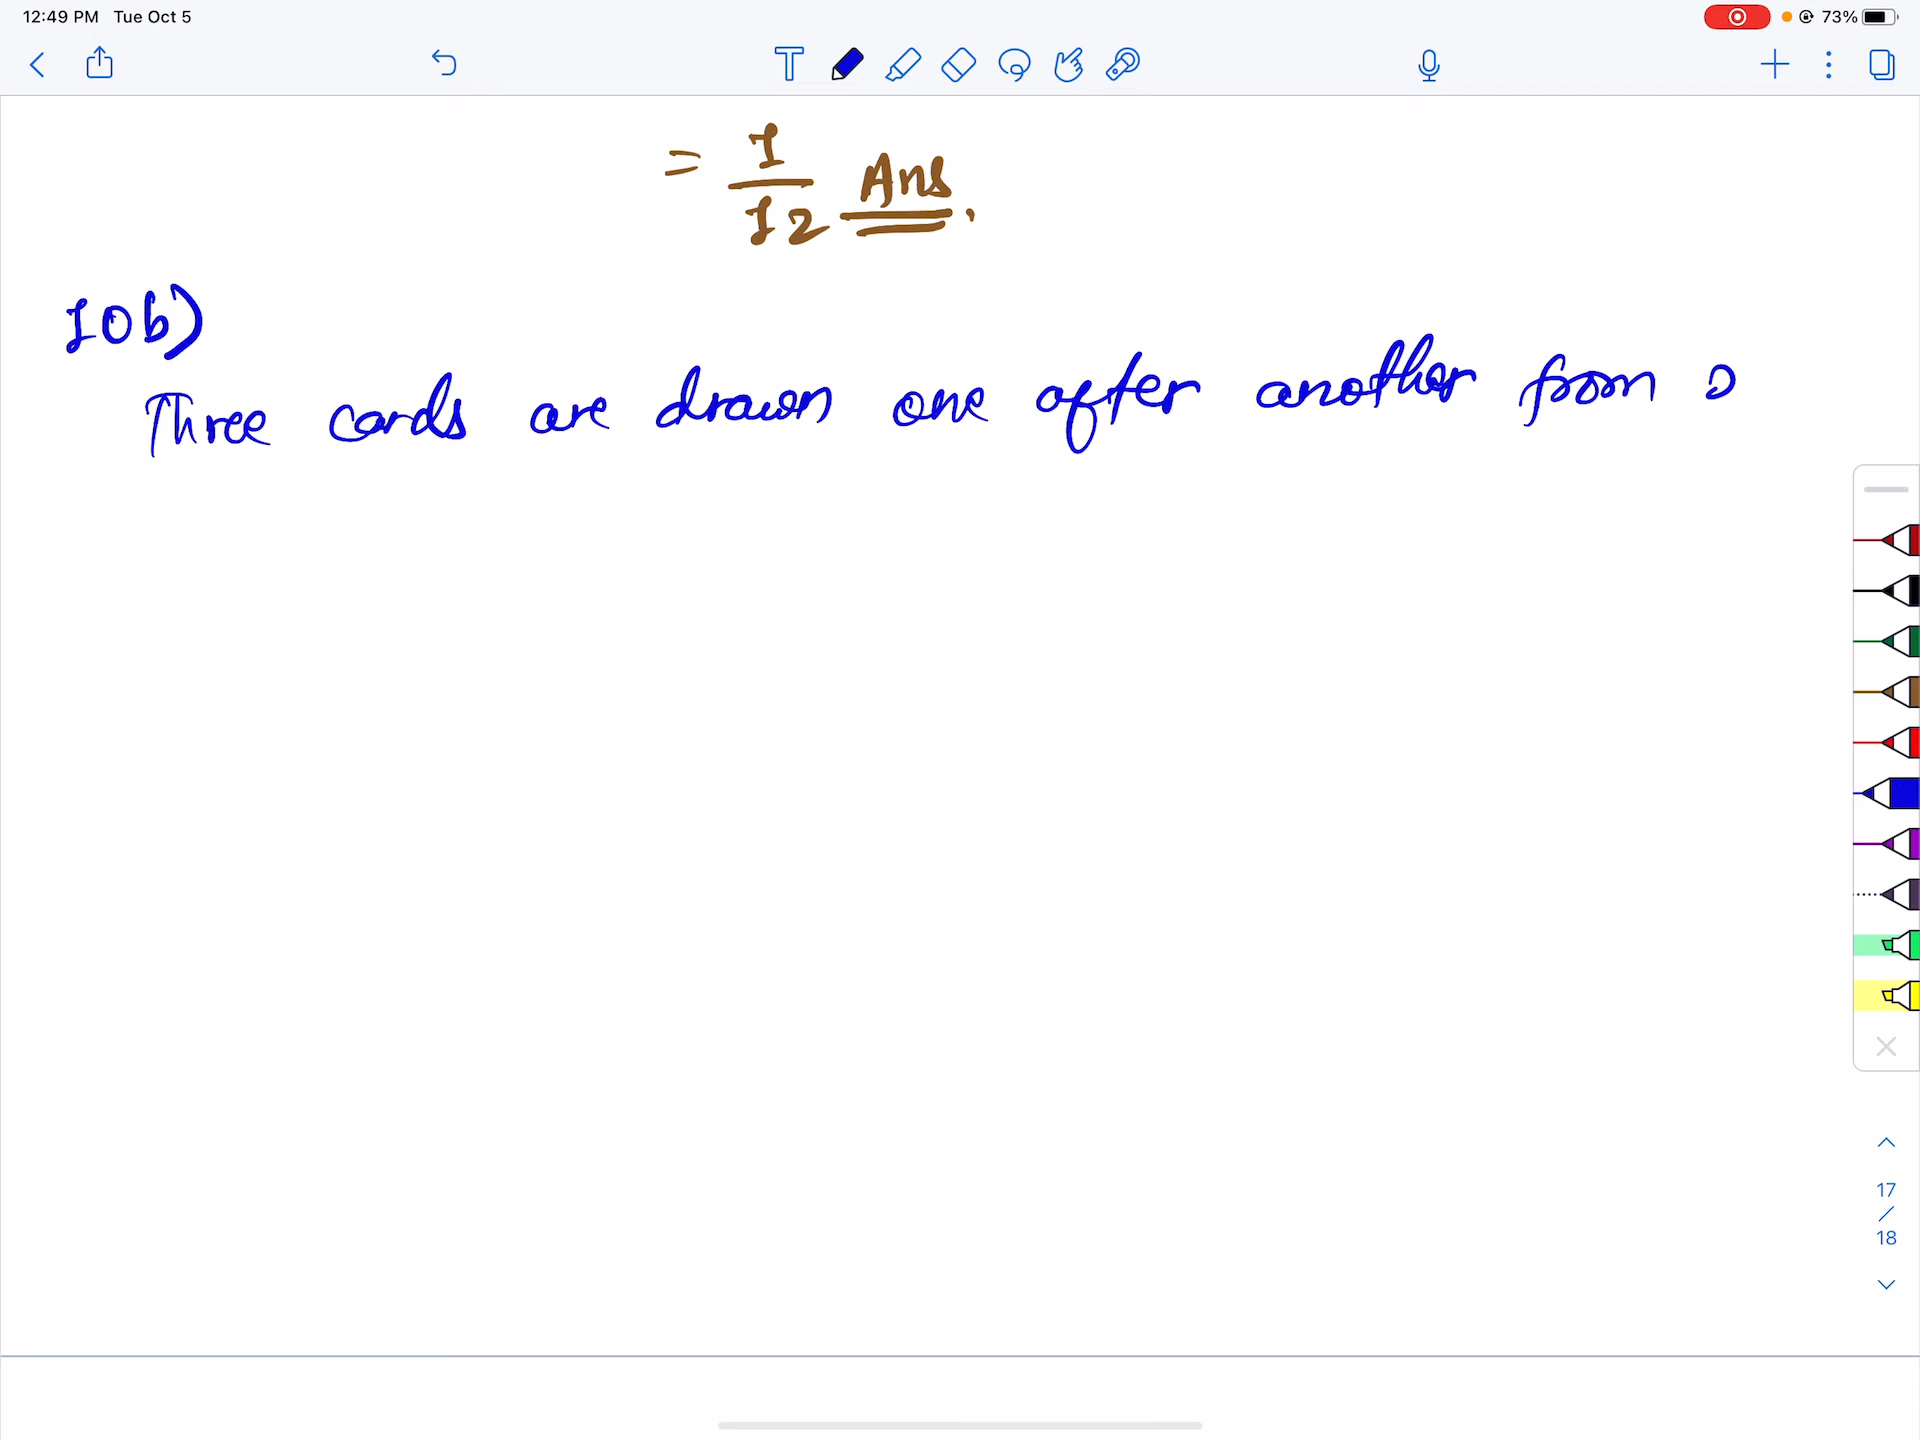 12:49 PM Tue Oct 5
73%
= 1/12 Ans.
10b)
Three cards are drawn one after another from a
17
/
18